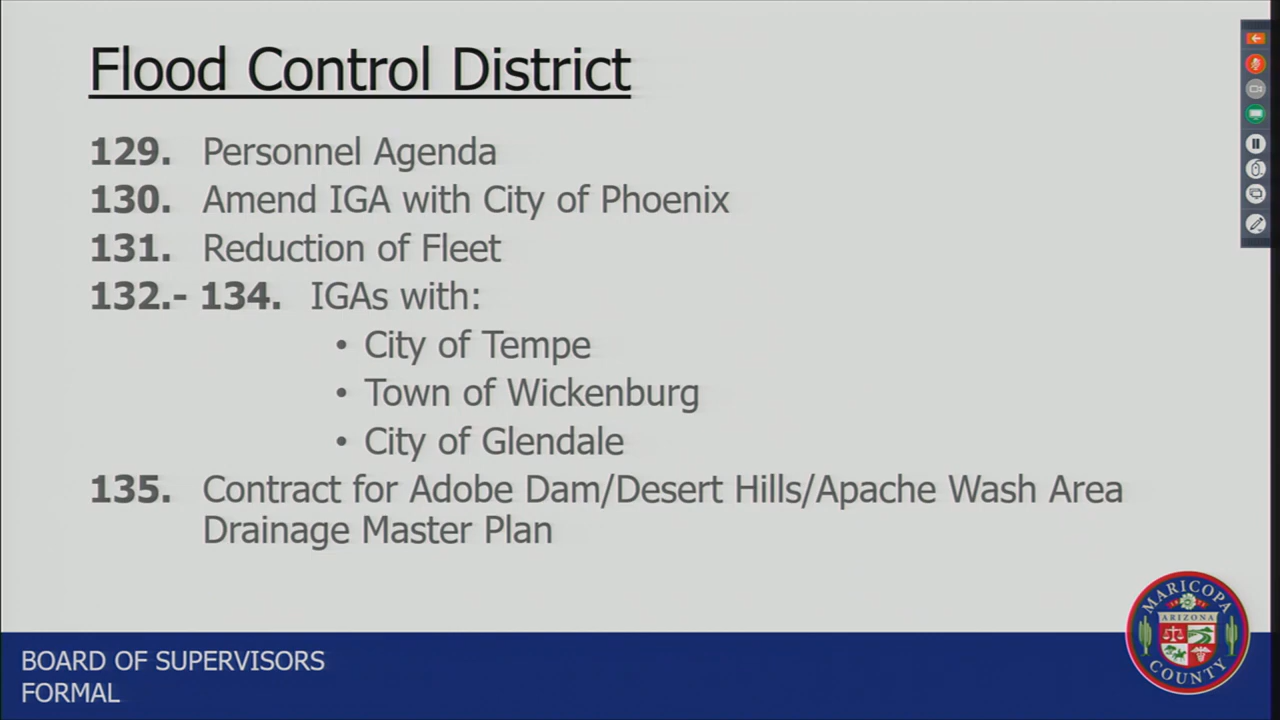 Flood Control District
129. Personnel Agenda
130. Amend IGA with City of Phoenix
131. Reduction of Fleet
132.- 134. IGAs with:
• City of Tempe
• Town of Wickenburg
• City of Glendale
135. Contract for Adobe Dam/Desert Hills/Apache Wash Area
Drainage Master Plan
BOARD OF SUPERVISORS
FORMAL
MARICOPA
ARIZONA
COUNTY